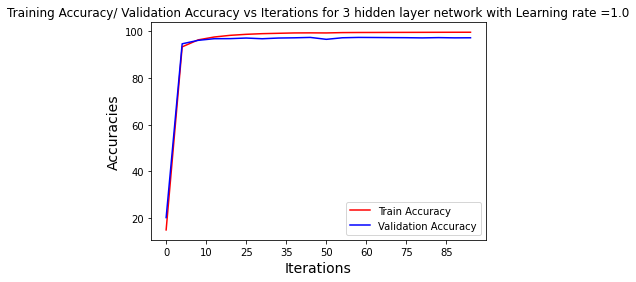 Training Accuracy/ Validation Accuracy vs Iterations for 3 hidden layer network with Learning rate =1.0
100
80
60
40
20
Accuracies
Train Accuracy
Validation Accuracy
0 10 25 35 50 60 75 85
Iterations